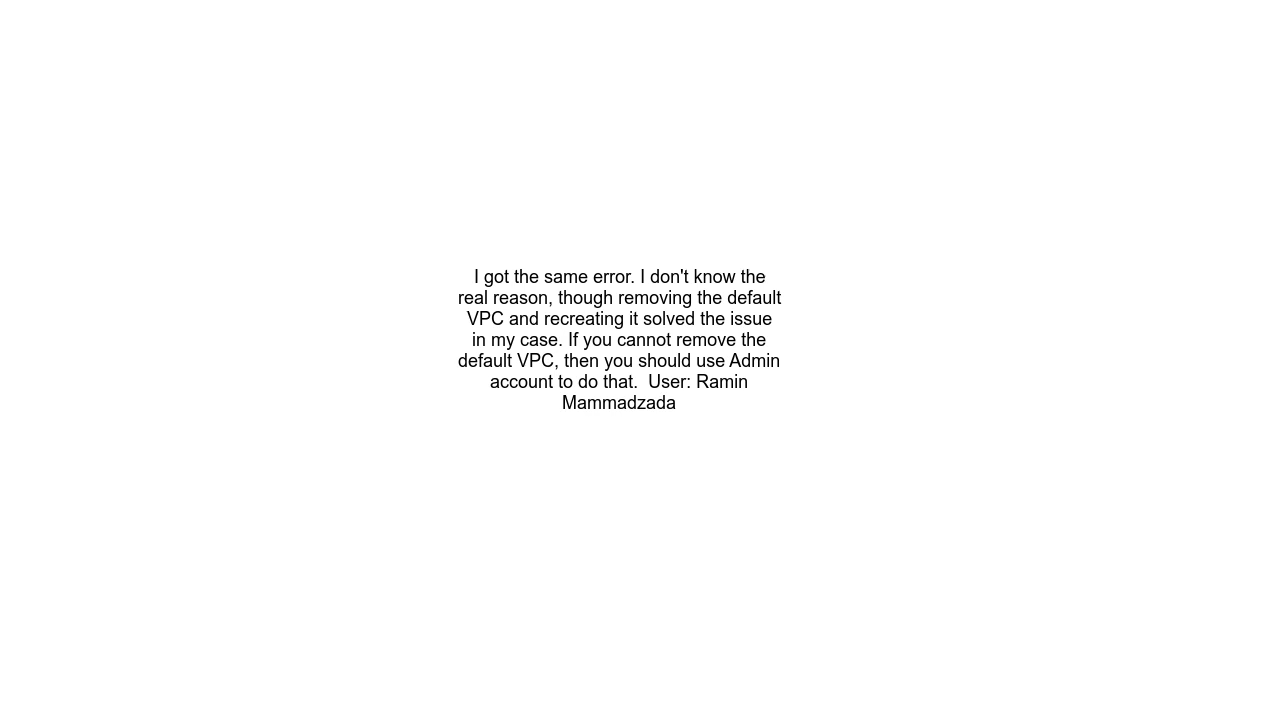 I got the same error. I don't know the
real reason, though removing the default
VPC and recreating it solved the issue
in my case. If you cannot remove the
default VPC, then you should use Admin
account to do that.  User: Ramin
Mammadzada